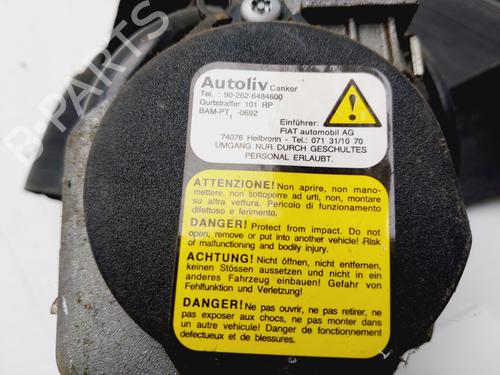 B-PARTS
Autoliv Cankor
Tel. : 90-262-6484600
Gurtstraffer 101 RP
BAM-PT1 -0692
Einführer:
FIAT automobil AG
74076 Heilbronn - Tel.: 071 31/10 70
UMGANG NUR DURCH GESCHULTES
PERSONAL ERLAUBT.
ATTENZIONE! Non aprire, non mano-
mettere, non sottoporre ad urti, non, montare
su altra vettura. Pericolo di funzionamento
difettoso e ferimento.
DANGER! Protect from impact. Do not
open, remove or put into another vehicle! Risk
of malfunctioning and bodily injury.
ACHTUNG! Nicht öffnen, nicht entfernen,
keinen Stössen aussetzen und nicht in ein
anderes Fahrzeug einbauen! Gefahr von
Fehlfunktion und Verletzung!
DANGER! Ne pas ouvrir, ne pas retirer, ne
pas exposer aux chocs, ne pas monter dans
un autre vehicule! Danger de fonctionnement
defectueux et de blessures.